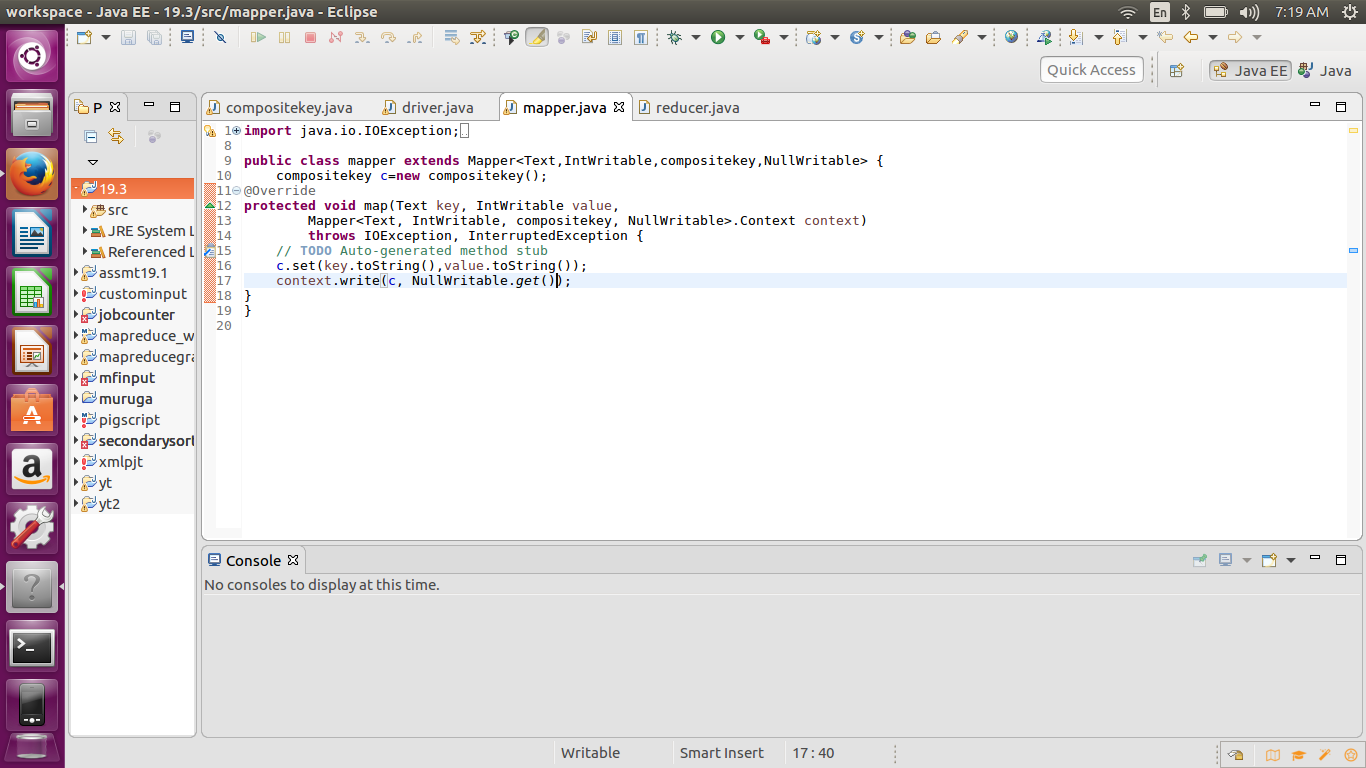 workspace - Java EE - 19.3/src/mapper.java - Eclipse
En
7:19 AM
Quick Access
Java EE
Java
P
compositekey.java
driver.java
mapper.java
reducer.java
19.3
src
JRE System L
Referenced L
assmt19.1
custominput
jobcounter
mapreduce_w
mapreducegra
mfinput
muruga
pigscript
secondarysort
xmlpjt
yt
yt2
1 import java.io.IOException;
8
9 public class mapper extends Mapper<Text,IntWritable,compositekey,NullWritable> {
10 compositekey c=new compositekey();
11 @Override
12 protected void map(Text key, IntWritable value,
13 Mapper<Text, IntWritable, compositekey, NullWritable>.Context context)
14 throws IOException, InterruptedException {
15 // TODO Auto-generated method stub
16 c.set(key.toString(),value.toString());
17 context.write(c, NullWritable.get());
18 }
19 }
20
Console
No consoles to display at this time.
Writable
Smart Insert
17 : 40